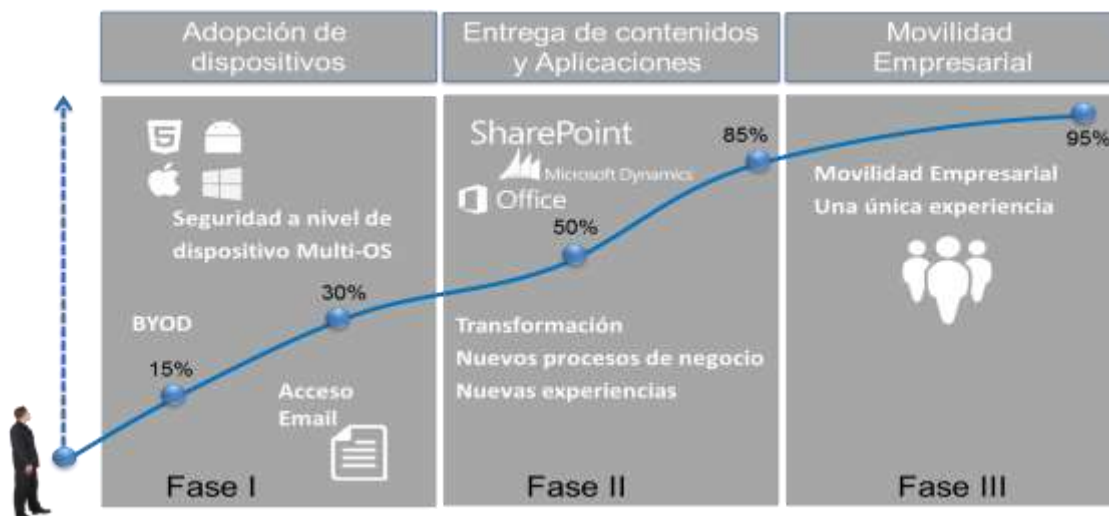 Adopción de
dispositivos
Entrega de contenidos
y Aplicaciones
Movilidad
Empresarial
5
Seguridad a nivel de
dispositivo Multi-OS
BYOD
15%
30%
Acceso
Email
Fase I
SharePoint
Microsoft Dynamics
Office
50%
85%
Transformación
Nuevos procesos de negocio
Nuevas experiencias
Fase II
95%
Movilidad Empresarial
Una única experiencia
Fase III